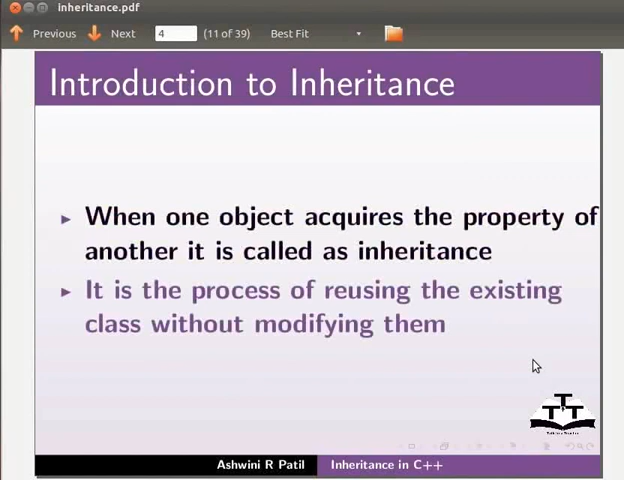 inheritance.pdf
Previous Next 4 (11 of 39) Best Fit
Introduction to Inheritance
When one object acquires the property of
another it is called as inheritance
It is the process of reusing the existing
class without modifying them
TTT
Ashwini R Patil Inheritance in C++